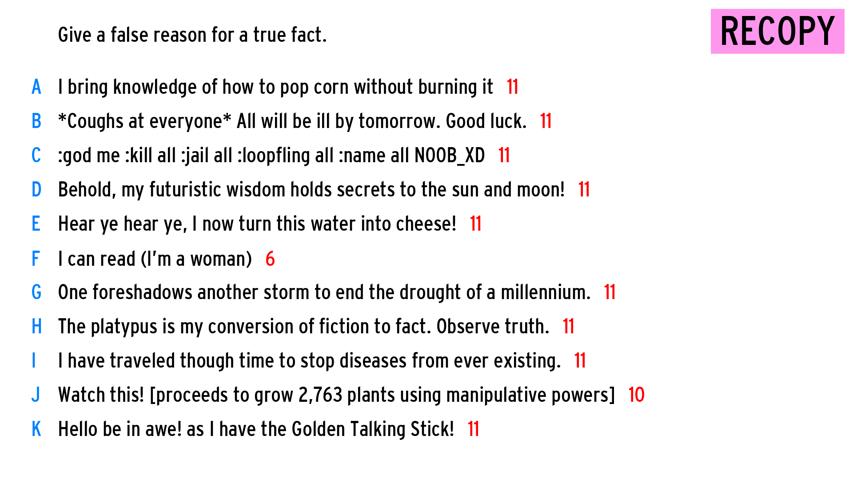 Give a false reason for a true fact.
RECOPY
A I bring knowledge of how to pop corn without burning it 11
B *Coughs at everyone* All will be ill by tomorrow. Good luck. 11
C :god me :kill all :jail all :loopfling all :name all N00B_XD 11
D Behold, my futuristic wisdom holds secrets to the sun and moon! 11
E Hear ye hear ye, I now turn this water into cheese! 11
F I can read (I'm a woman) 6
G One foreshadows another storm to end the drought of a millennium. 11
H The platypus is my conversion of fiction to fact. Observe truth. 11
I I have traveled though time to stop diseases from ever existing. 11
J Watch this! [proceeds to grow 2,763 plants using manipulative powers] 10
K Hello be in awe! as I have the Golden Talking Stick! 11